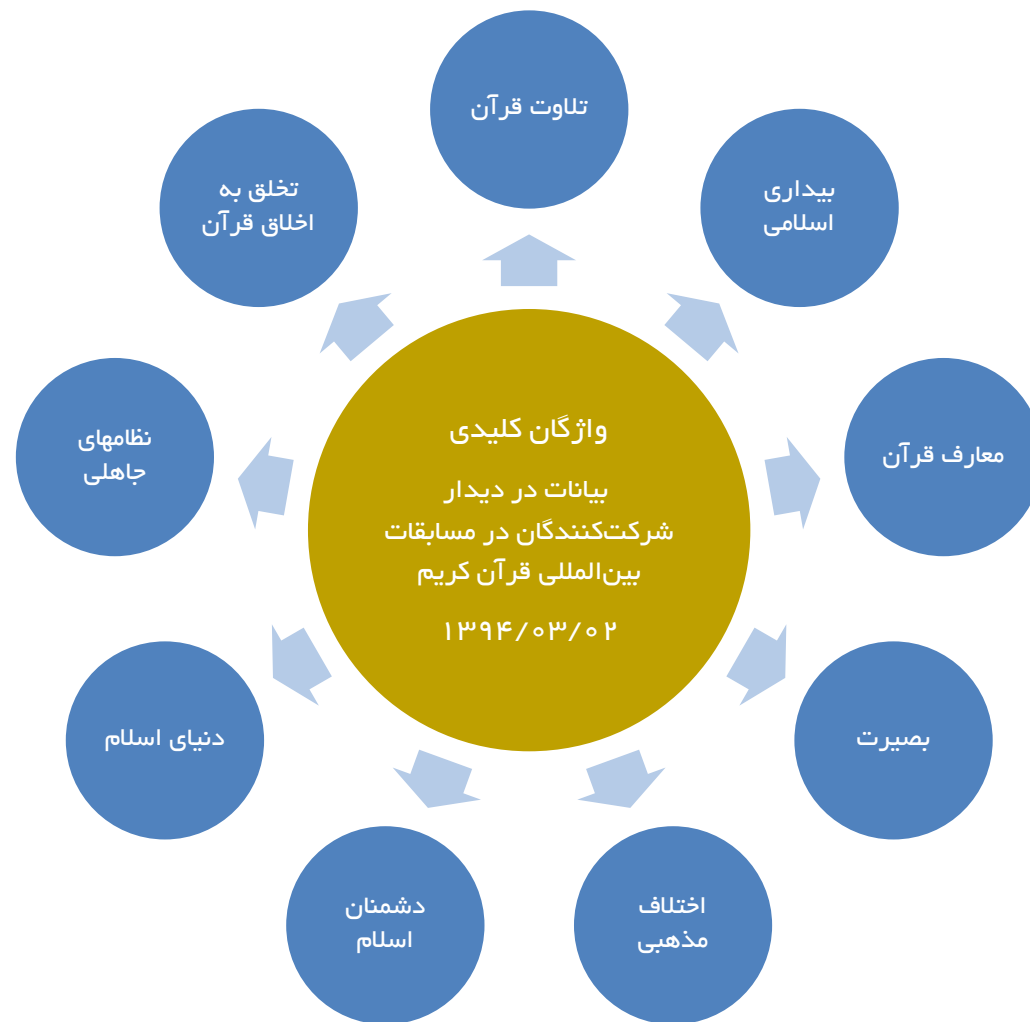 واژگان کلیدی
بیانات در دیدار
شرکت‌کنندگان در مسابقات
بین‌المللی قرآن کریم
۱۳۹۴/۰۳/۰۲
تلاوت قرآن
بیداری
اسلامی
معارف قرآن
بصیرت
اختلاف
مذهبی
دشمنان
اسلام
دنیای اسلام
نظامهای
جاهلی
تخلق به
اخلاق قرآن